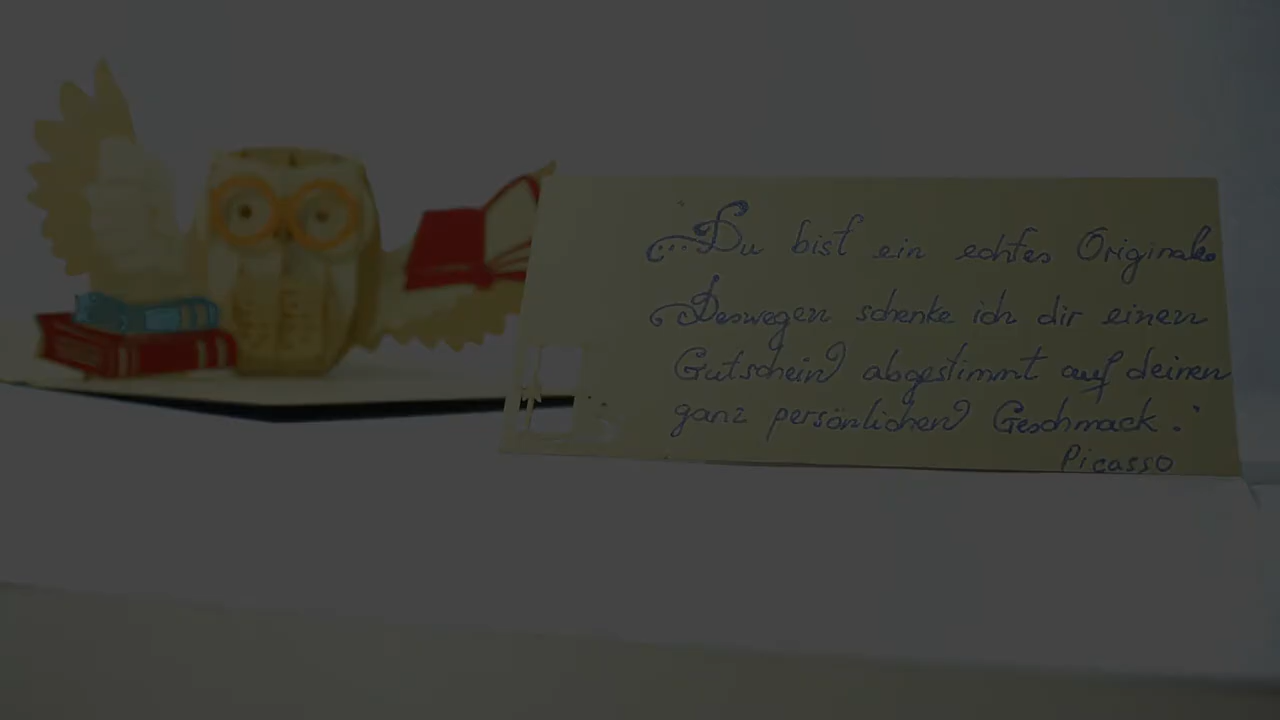 Du bist ein echtes Original.
Deswegen schenke ich dir einen
Gutschein abgestimmt auf deinen
ganz persönlichen Geschmack.
Picasso